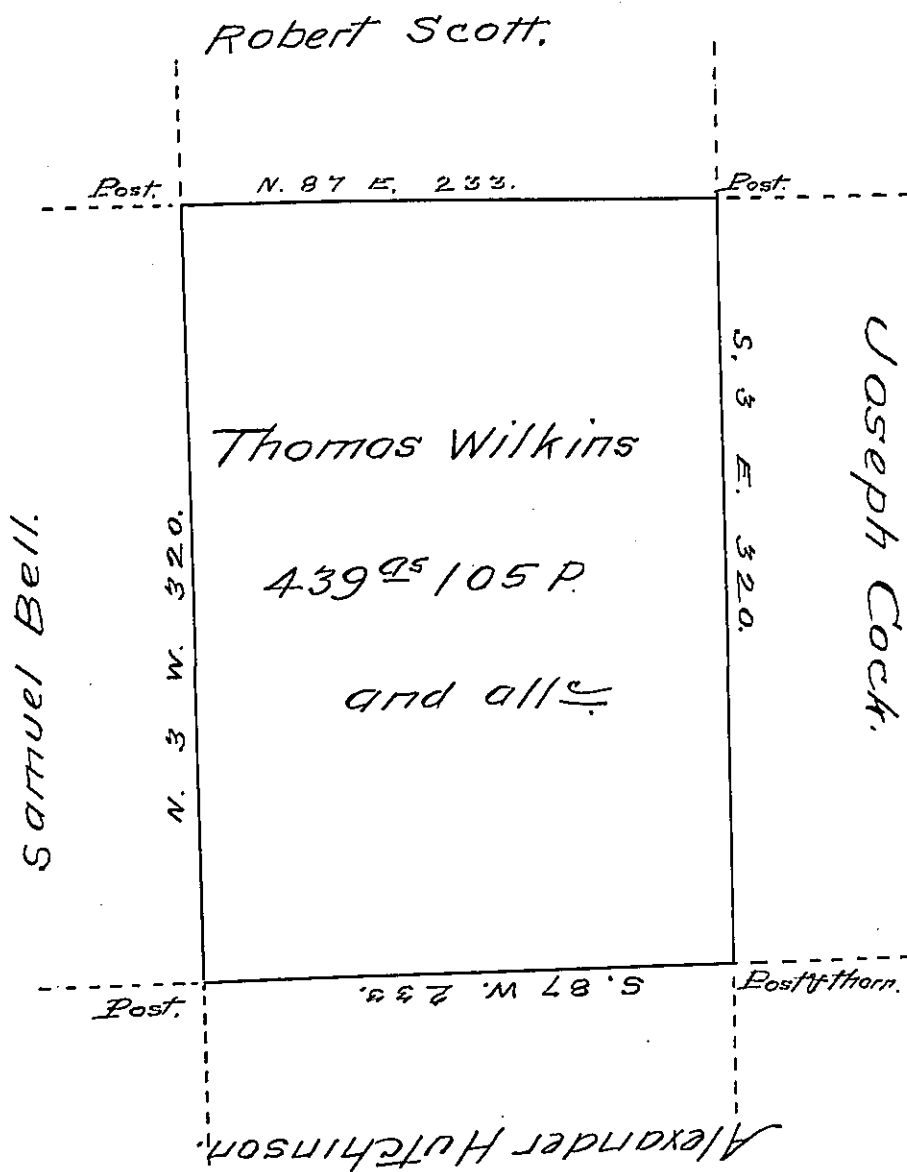 Robert Scott.
Post.
N. 87 E. 233.
Post.
S. 3 E. 320.
Joseph Cock.
Thomas Wilkins
439 as 105 P.
and all:
Samuel Bell.
N. 3 W. 320.
Post.
S. 87 W. 233.
Post & thorn.
Alexander Hutchinson.